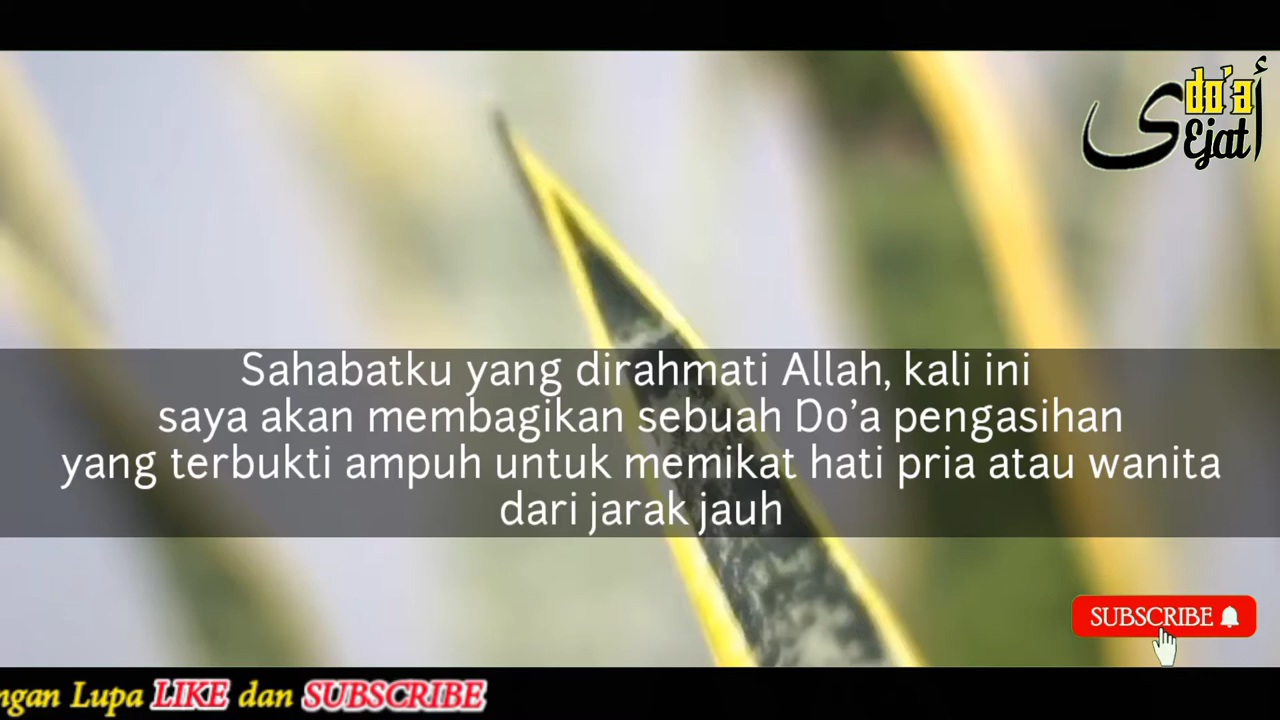 do'a
Ejat
Sahabatku yang dirahmati Allah, kali ini
saya akan membagikan sebuah Do'a pengasihan
yang terbukti ampuh untuk memikat hati pria atau wanita
dari jarak jauh
SUBSCRIBE
ngan Lupa LIKE dan SUBSCRIBE